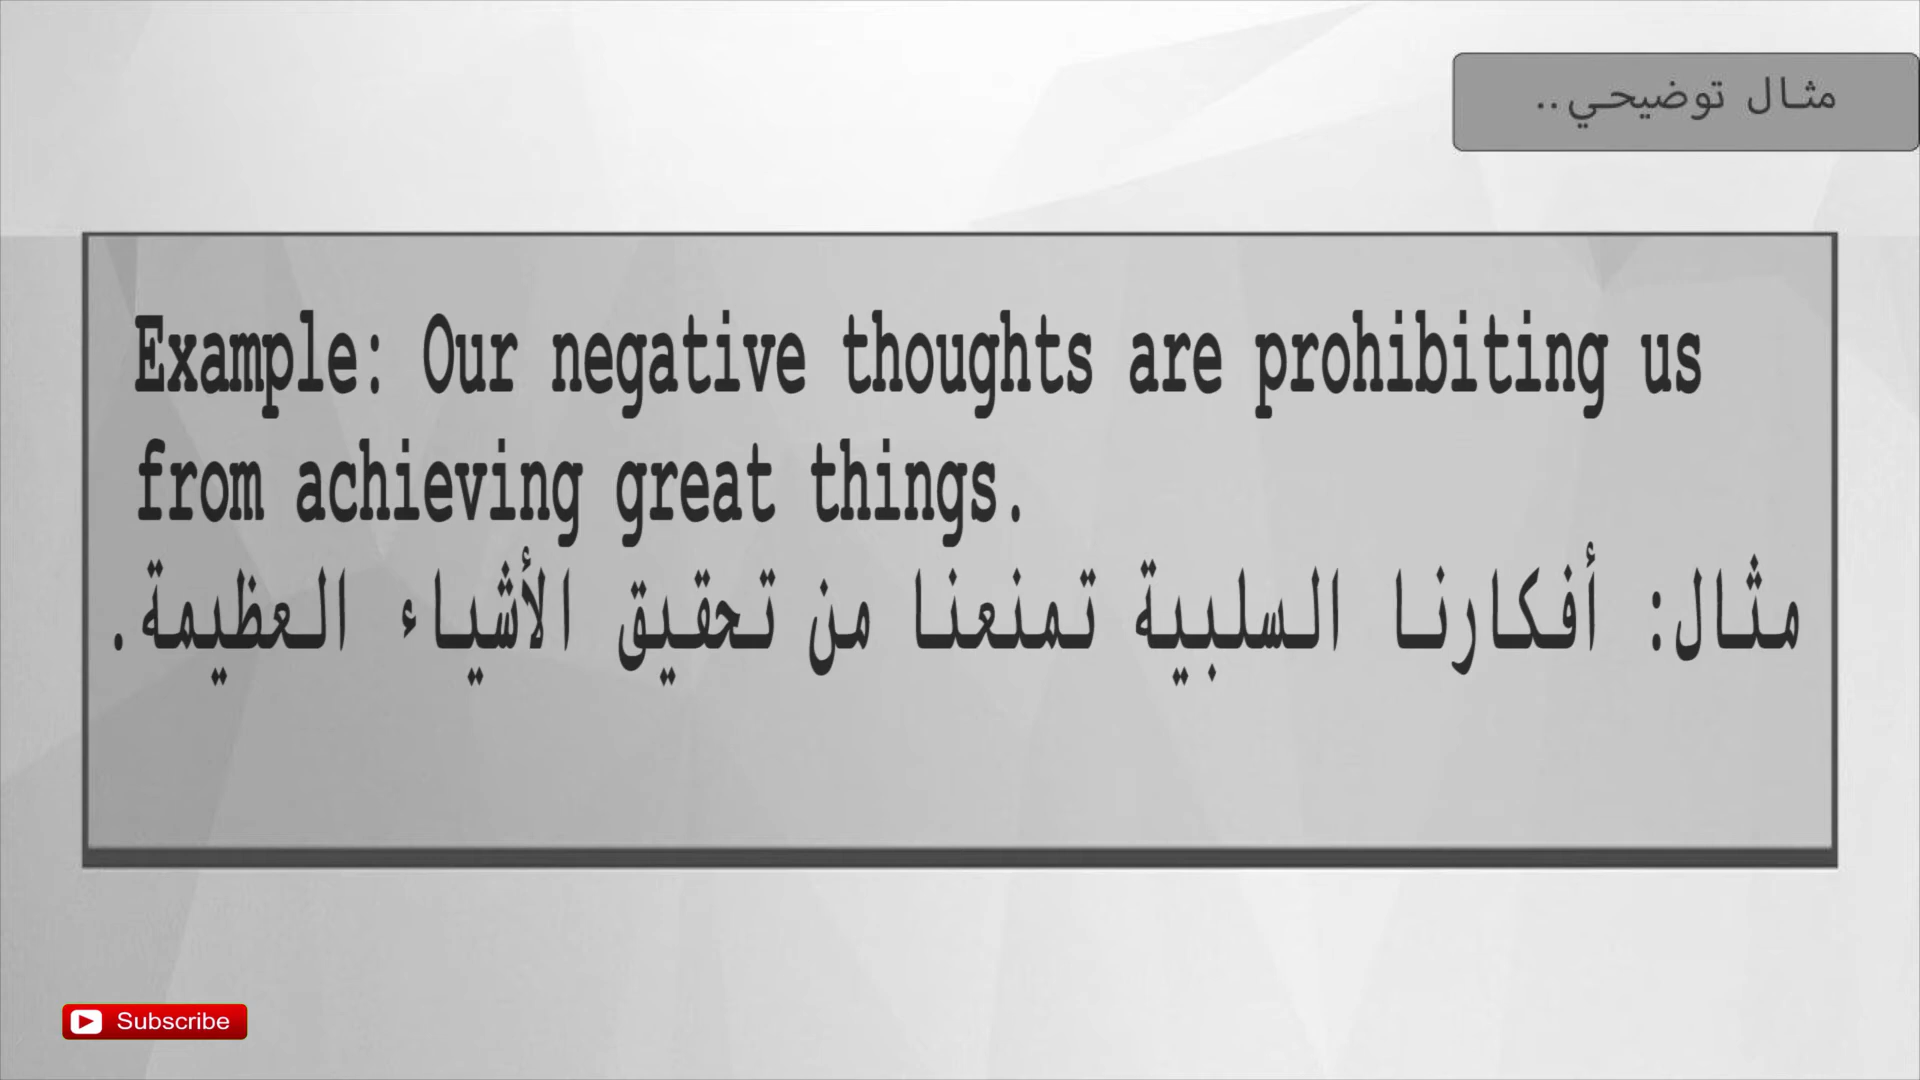 مثال توضيحي..
Example: Our negative thoughts are prohibiting us
from achieving great things.
مثال: أفكارنا السلبية تمنعنا من تحقيق الأشياء العظيمة.
Subscribe